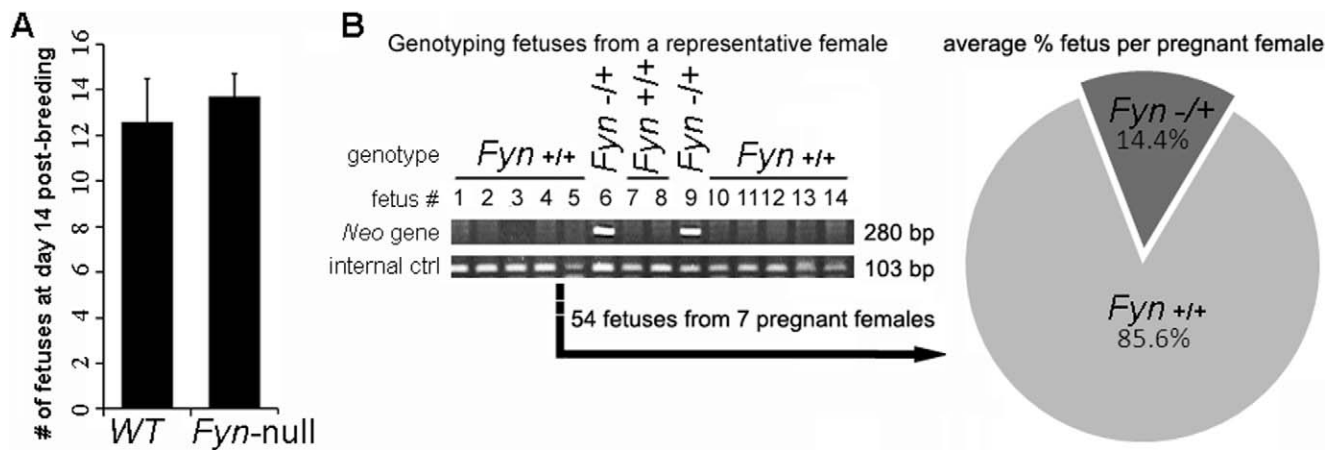 A
# of fetuses at day 14 post-breeding
16
14
12
10
8
6
4
2
0
WT
Fyn-null
B
Genotyping fetuses from a representative female
genotype
Fyn +/+
Fyn -/+
Fyn +/+
Fyn -/+
Fyn +/+
fetus #
1 2 3 4 5 6 7 8 9 10 11 12 13 14
Neo gene
280 bp
internal ctrl
103 bp
54 fetuses from 7 pregnant females
average % fetus per pregnant female
Fyn -/+
14.4%
Fyn +/+
85.6%